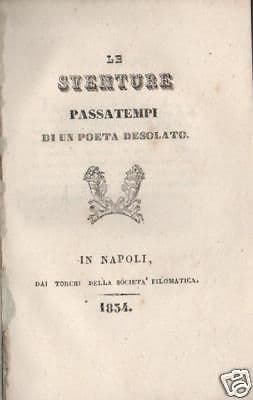 LE
SVENTURE
PASSATEMPI
DI UN POETA DESOLATO.
IN NAPOLI,
DAI TORCHI DELLA SOCIETA' FILOMATICA.
1834.